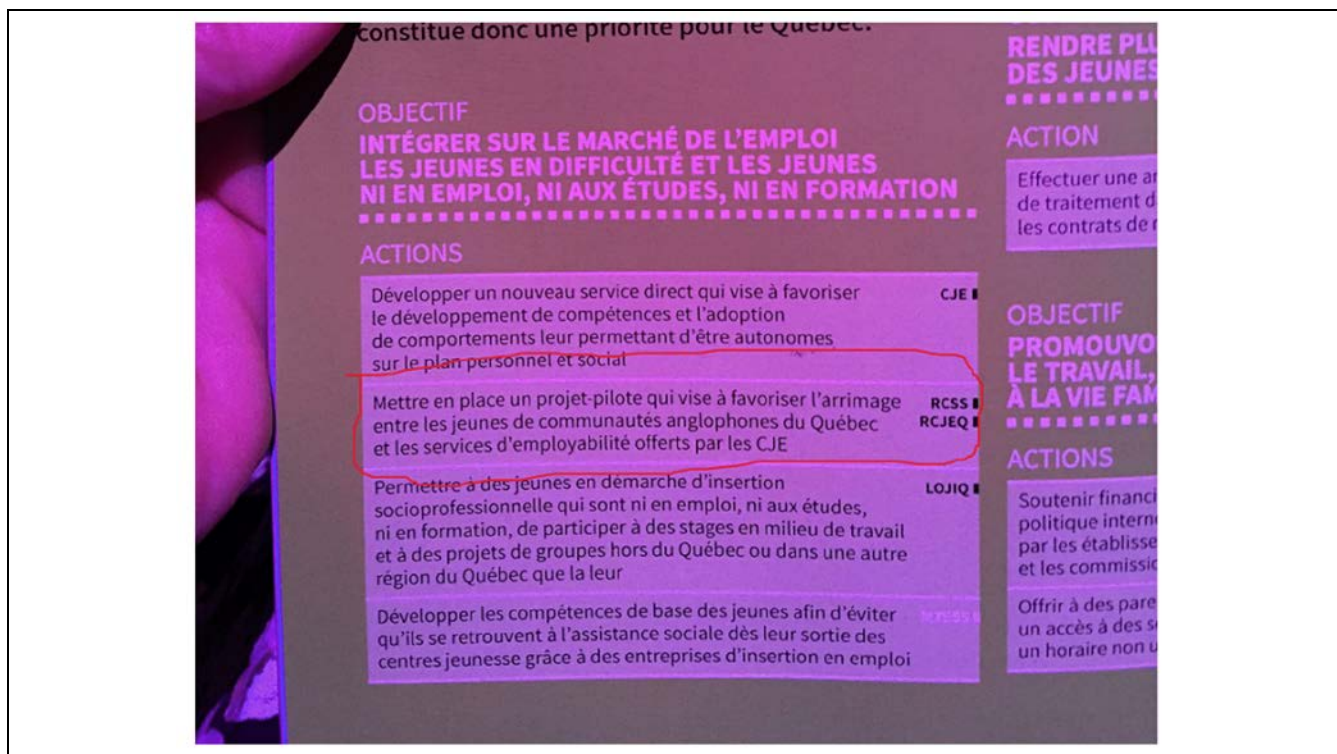 constitue donc une priorité pour le Québec.
OBJECTIF
INTÉGRER SUR LE MARCHÉ DE L'EMPLOI
LES JEUNES EN DIFFICULTÉ ET LES JEUNES
NI EN EMPLOI, NI AUX ÉTUDES, NI EN FORMATION
ACTIONS
Développer un nouveau service direct qui vise à favoriser CJE
le développement de compétences et l'adoption
de comportements leur permettant d'être autonomes
sur le plan personnel et social
Mettre en place un projet-pilote qui vise à favoriser l'arrimage RCSS
entre les jeunes de communautés anglophones du Québec RCJEQ
et les services d'employabilité offerts par les CJE
Permettre à des jeunes en démarche d'insertion LOJIQ
socioprofessionnelle qui sont ni en emploi, ni aux études,
ni en formation, de participer à des stages en milieu de travail
et à des projets de groupes hors du Québec ou dans une autre
région du Québec que la leur
Développer les compétences de base des jeunes afin d'éviter
qu'ils se retrouvent à l'assistance sociale dès leur sortie des
centres jeunesse grâce à des entreprises d'insertion en emploi
RENDRE
DES JEUNES
ACTION
Effectuer une
de traitement
les contrats de
OBJECTIF
LE TRAVAIL,
À LA VIE
ACTIONS
Soutenir
politique
par les
et les
Offrir à des
un accès à des
un horaire non